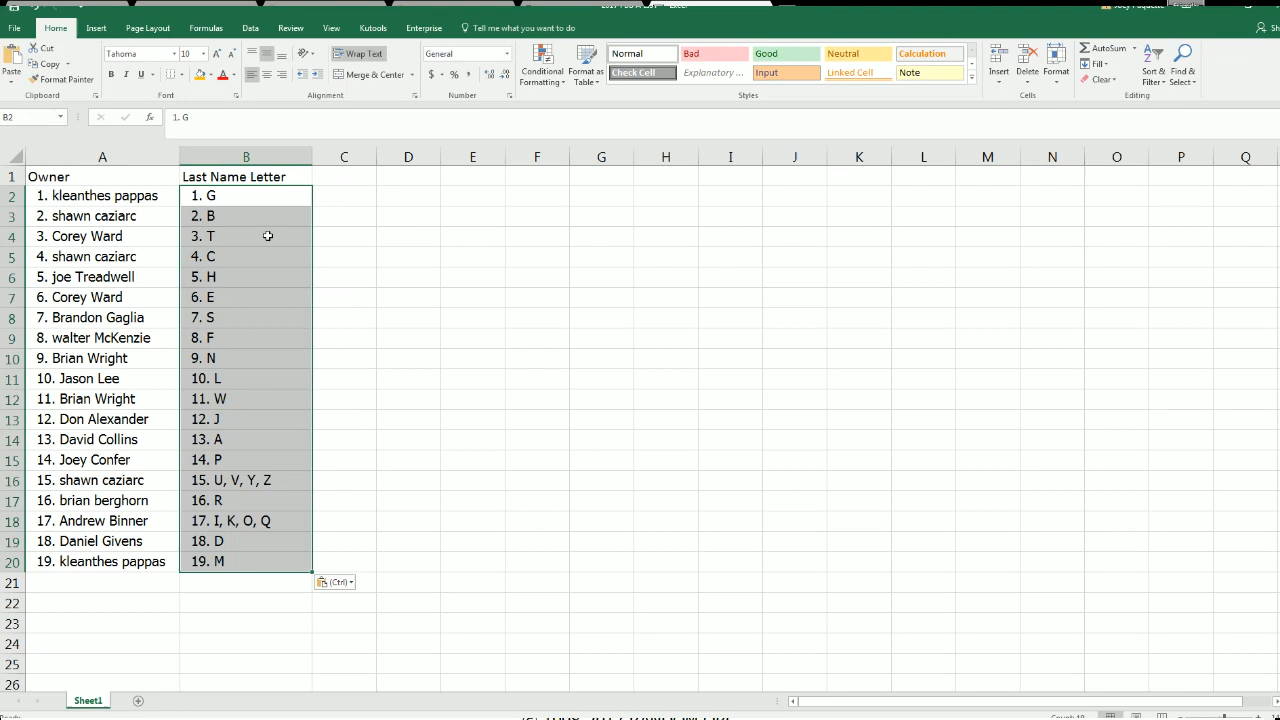 File Home Insert Page Layout Formulas Data Review View Kutools Enterprise Tell me what you want to do
Cut Tahoma 10 Wrap Text General Normal Bad Good Neutral Calculation AutoSum
Copy Fill
Paste Format Painter B I U Merge & Center $ % Conditional Formatting Format as Table Check Cell Explanatory ... Input Linked Cell Note Insert Delete Format Clear Sort & Filter Find & Select
Clipboard Font Alignment Number Styles Cells Editing
B2 fx 1. G
A B C D E F G H I J K L M N O P Q
1 Owner Last Name Letter
2 1. kleanthes pappas 1. G
3 2. shawn caziarc 2. B
4 3. Corey Ward 3. T
5 4. shawn caziarc 4. C
6 5. joe Treadwell 5. H
7 6. Corey Ward 6. E
8 7. Brandon Gaglia 7. S
9 8. walter McKenzie 8. F
10 9. Brian Wright 9. N
11 10. Jason Lee 10. L
12 11. Brian Wright 11. W
13 12. Don Alexander 12. J
14 13. David Collins 13. A
15 14. Joey Confer 14. P
16 15. shawn caziarc 15. U, V, Y, Z
17 16. brian berghorn 16. R
18 17. Andrew Binner 17. I, K, O, Q
19 18. Daniel Givens 18. D
20 19. kleanthes pappas 19. M
21 (Ctrl)
22
23
24
25
26
Sheet1